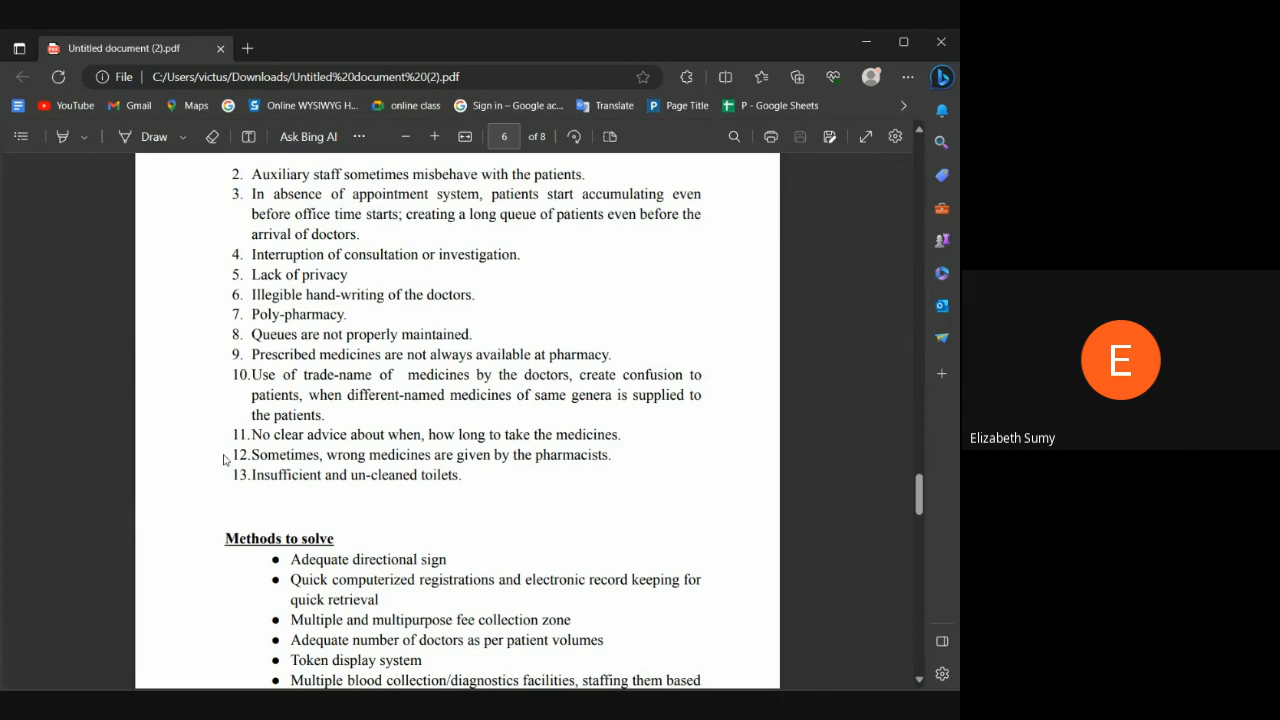 Untitled document (2).pdf
File C:/Users/victus/Downloads/Untitled%20document%20(2).pdf
YouTube Gmail Maps Online WYSIWYG H... online class Sign in – Google ac... Translate Page Title P - Google Sheets
Draw Ask Bing AI 6 of 8
2. Auxiliary staff sometimes misbehave with the patients.
3. In absence of appointment system, patients start accumulating even
before office time starts; creating a long queue of patients even before the
arrival of doctors.
4. Interruption of consultation or investigation.
5. Lack of privacy
6. Illegible hand-writing of the doctors.
7. Poly-pharmacy.
8. Queues are not properly maintained.
9. Prescribed medicines are not always available at pharmacy.
10.Use of trade-name of medicines by the doctors, create confusion to
patients, when different-named medicines of same genera is supplied to
the patients.
11.No clear advice about when, how long to take the medicines.
12.Sometimes, wrong medicines are given by the pharmacists.
13.Insufficient and un-cleaned toilets.
Methods to solve
● Adequate directional sign
● Quick computerized registrations and electronic record keeping for
quick retrieval
● Multiple and multipurpose fee collection zone
● Adequate number of doctors as per patient volumes
● Token display system
● Multiple blood collection/diagnostics facilities, staffing them based
E
Elizabeth Sumy